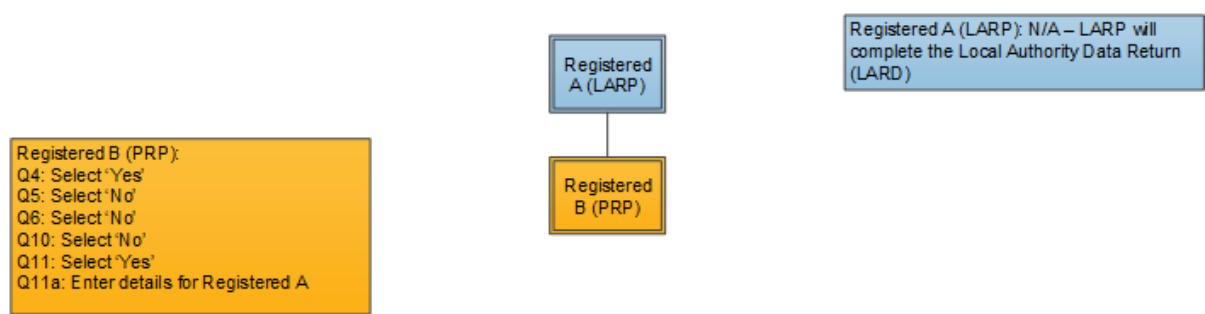 Registered A (LARP): N/A – LARP will
complete the Local Authority Data Return
(LARD)
Registered
A (LARP)
Registered B (PRP):
Q4: Select ‘Yes’
Q5: Select ‘No’
Q6: Select ‘No’
Q10: Select ‘No’
Q11: Select ‘Yes’
Q11a: Enter details for Registered A
Registered
B (PRP)